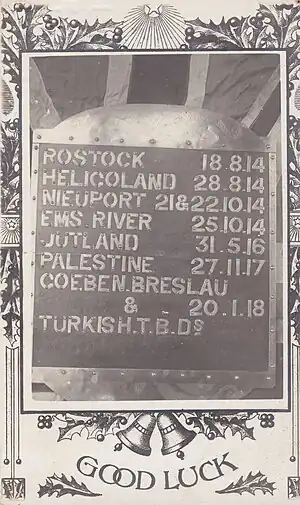 ROSTOCK 18.8.14
HELIGOLAND 28.8.14
NIEUPORT 21&22.10.14
EMS. RIVER 25.10.14
JUTLAND 31.5.16
PALESTINE 27.11.17
GOEBEN.BRESLAU
& 20.1.18
TURKISH.T.B.Ds
GOOD LUCK